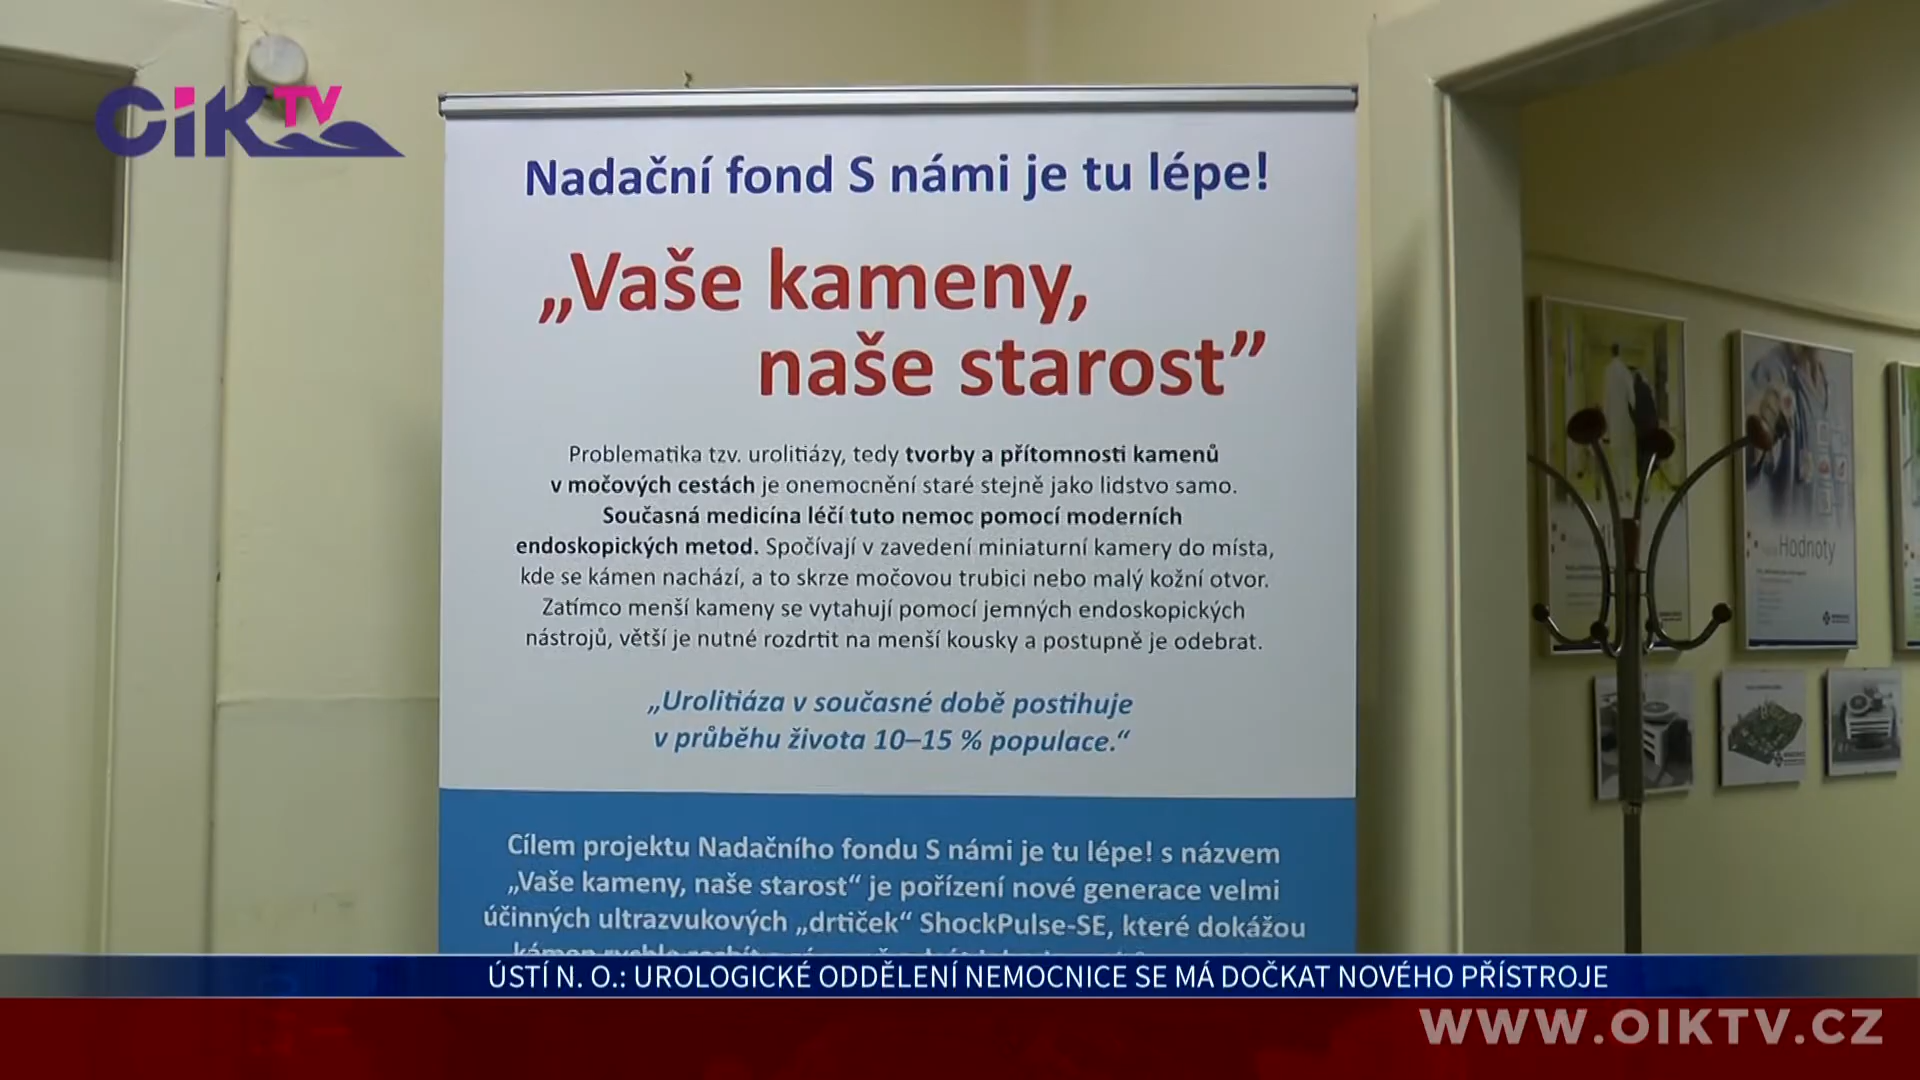 OIK TV
Nadační fond S námi je tu lépe!
„Vaše kameny,
naše starost”
Problematika tzv. urolitiázy, tedy tvorby a přítomnosti kamenů
v močových cestách je onemocnění staré stejně jako lidstvo samo.
Současná medicína léčí tuto nemoc pomocí moderních
endoskopických metod. Spočívají v zavedení miniaturní kamery do místa,
kde se kámen nachází, a to skrze močovou trubici nebo malý kožní otvor.
Zatímco menší kameny se vytahují pomocí jemných endoskopických
nástrojů, větší je nutné rozdrtit na menší kousky a postupně je odebrat.
„Urolitiáza v současné době postihuje
v průběhu života 10–15 % populace.“
Cílem projektu Nadačního fondu S námi je tu lépe! s názvem
„Vaše kameny, naše starost“ je pořízení nové generace velmi
účinných ultrazvukových „drtiček“ ShockPulse-SE, které dokážou
Hodnoty
ÚSTÍ N. O.: UROLOGICKÉ ODDĚLENÍ NEMOCNICE SE MÁ DOČKAT NOVÉHO PŘÍSTROJE
WWW.OIKTV.CZ